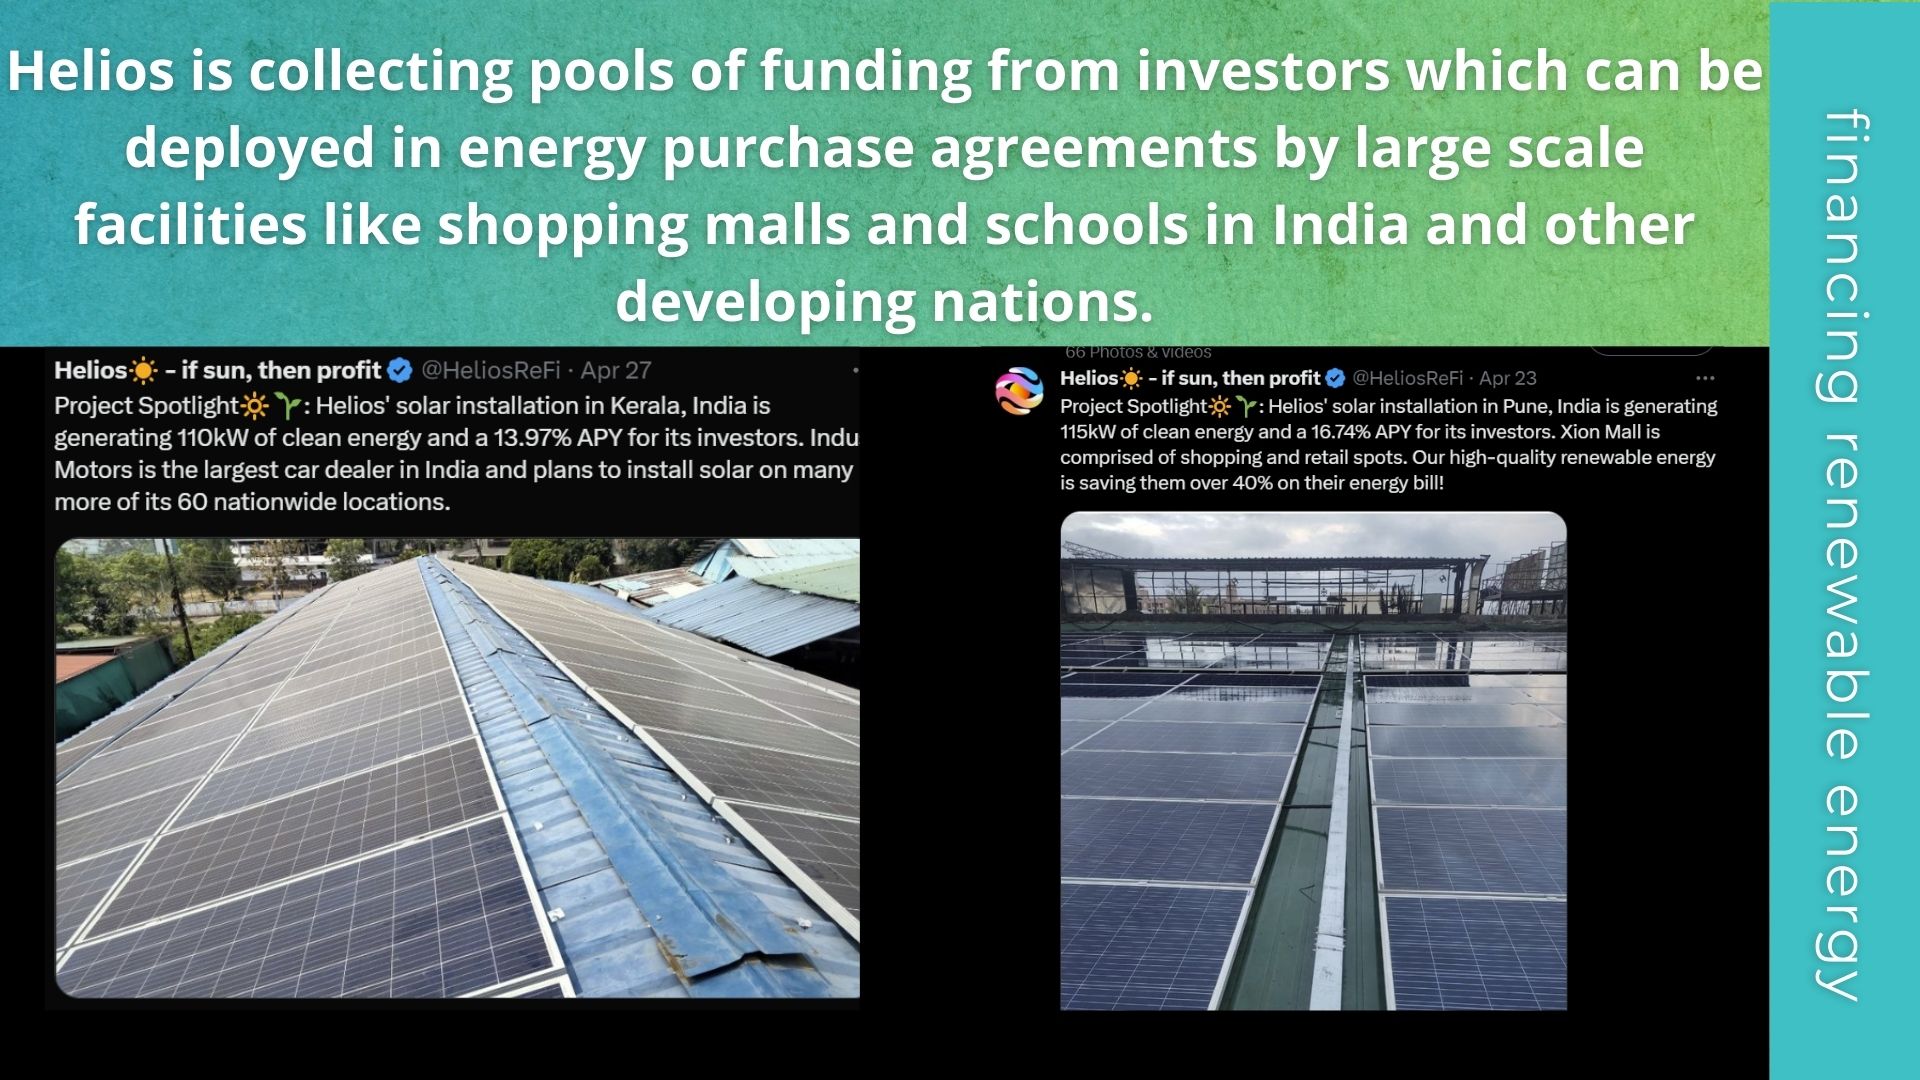 Helios is collecting pools of funding from investors which can be
deployed in energy purchase agreements by large scale
facilities like shopping malls and schools in India and other
developing nations.
Helios☀️ - if sun, then profit @HeliosReFi · Apr 27
Project Spotlight🔆🌱: Helios' solar installation in Kerala, India is
generating 110kW of clean energy and a 13.97% APY for its investors. Indu
Motors is the largest car dealer in India and plans to install solar on many
more of its 60 nationwide locations.
66 Photos & videos
Helios☀️ - if sun, then profit @HeliosReFi · Apr 23
Project Spotlight🔆🌱: Helios' solar installation in Pune, India is generating
115kW of clean energy and a 16.74% APY for its investors. Xion Mall is
comprised of shopping and retail spots. Our high-quality renewable energy
is saving them over 40% on their energy bill!
financing renewable energy